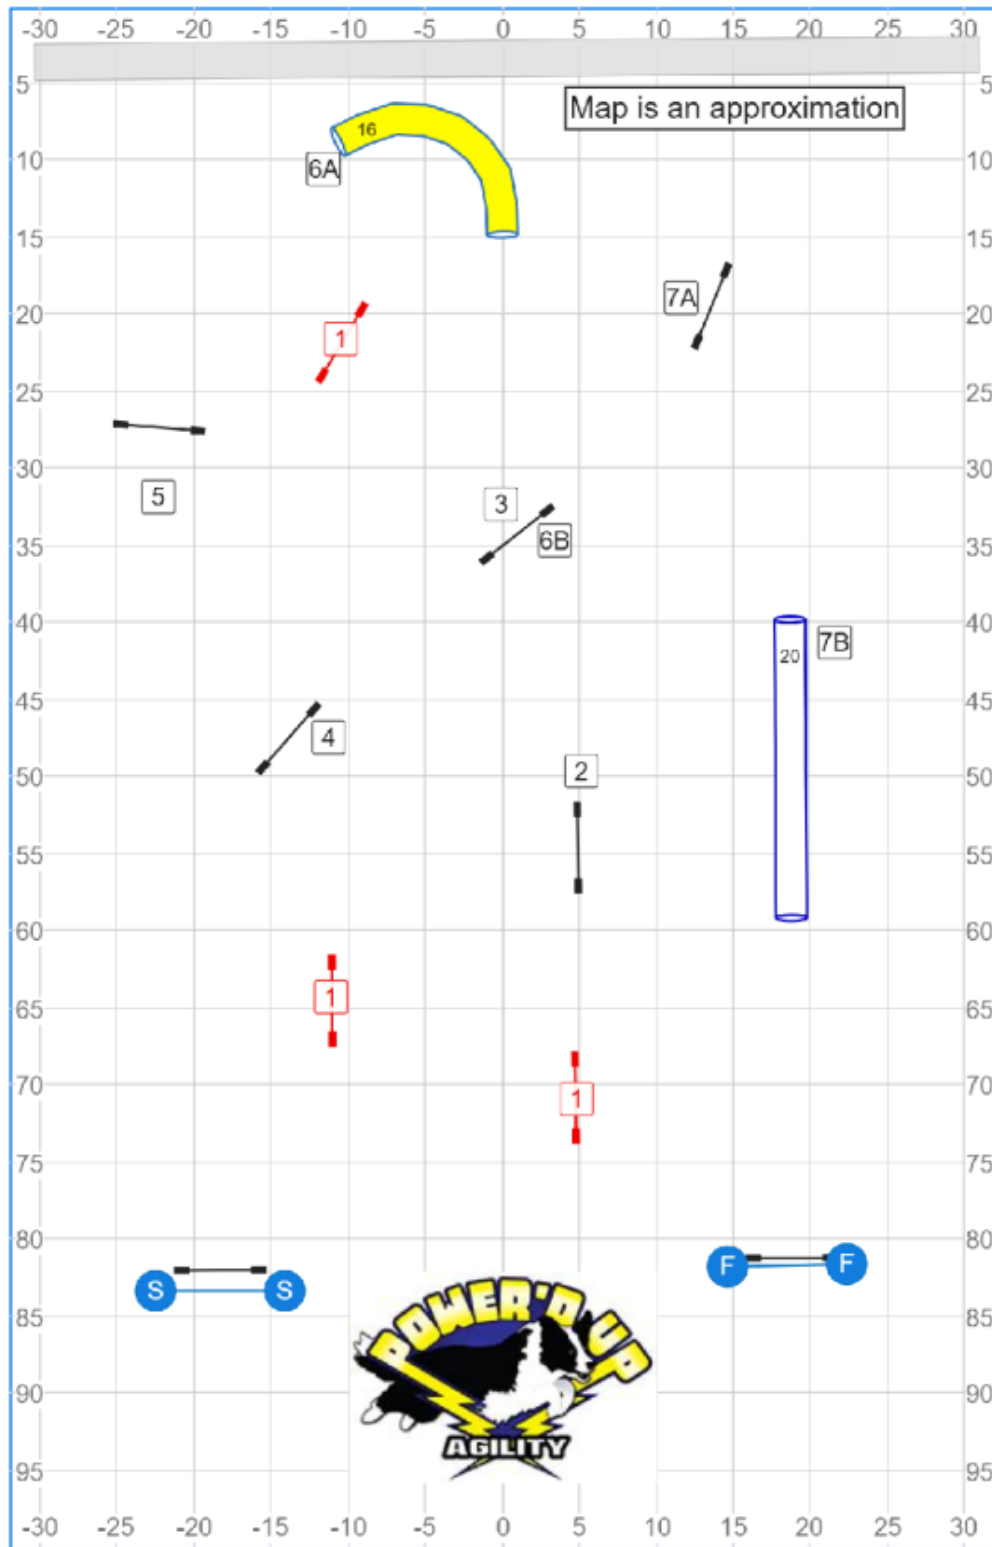 -30 -25 -20 -15 -10 -5 0 5 10 15 20 25 30
5 5
Map is an approximation
16
6A
10 10
15 15
7A
20 20
1
25 25
30 30
5
3
6B
35 35
40 40
7B
20
45 45
4
2
50 50
55 55
60 60
1
65 65
70 70
1
75 75
80 80
S S
F F
85 85
POWER'D UP
AGILITY
90 90
95 95
-30 -25 -20 -15 -10 -5 0 5 10 15 20 25 30